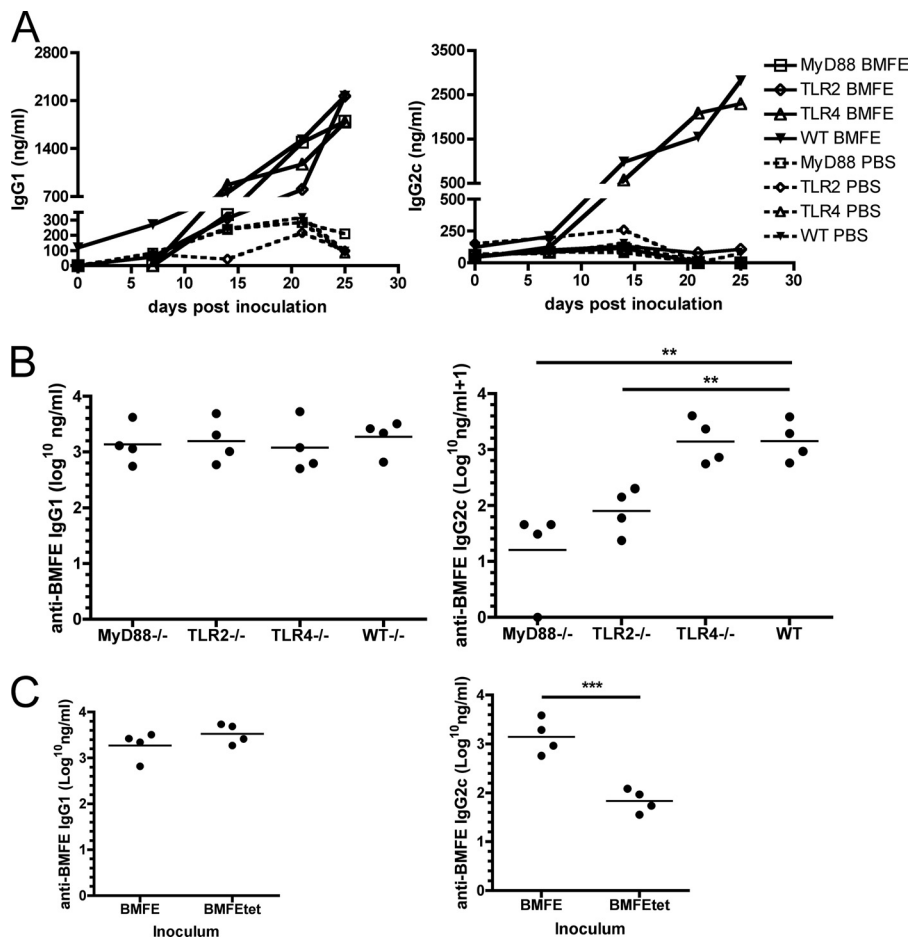 A
IgG1 (ng/ml)
2800
2100
1400
700
300
200
100
0
0 5 10 15 20 25 30
days post inoculation
IgG2c (ng/ml)
3500
2500
1500
500
250
0
0 5 10 15 20 25 30
days post inoculation
MyD88 BMFE
TLR2 BMFE
TLR4 BMFE
WT BMFE
MyD88 PBS
TLR2 PBS
TLR4 PBS
WT PBS
B
anti-BMFE IgG1 (log10 ng/ml)
4
3
2
1
0
MyD88-/- TLR2-/- TLR4-/- WT-/-
anti-BMFE IgG2c (Log10ng/ml+1)
4
3
2
1
0
**
**
MyD88-/- TLR2-/- TLR4-/- WT
C
anti-BMFE IgG1 (Log10ng/ml)
4
3
2
1
0
BMFE BMFEtet
Inoculum
anti-BMFE IgG2c (Log10ng/ml)
4
3
2
1
0
***
BMFE BMFEtet
Inoculum